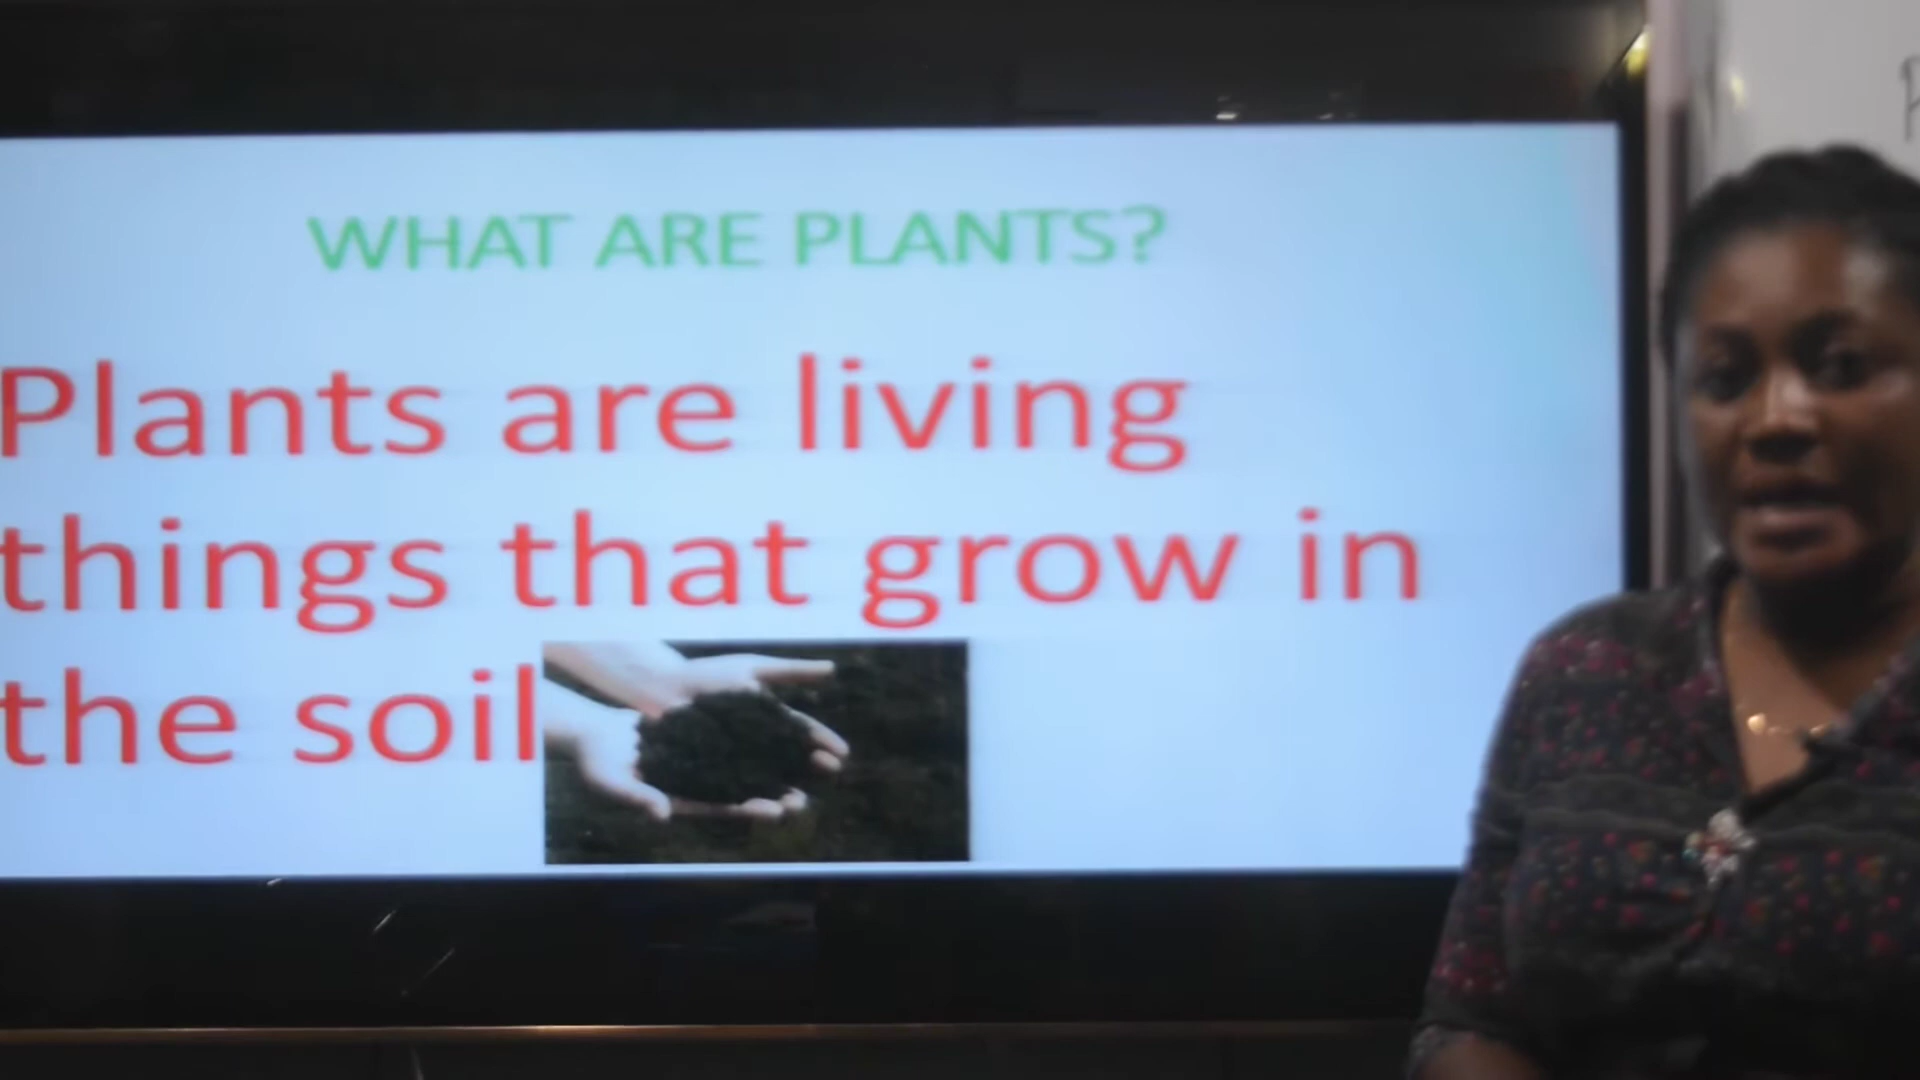 WHAT ARE PLANTS?
Plants are living
things that grow in
the soil